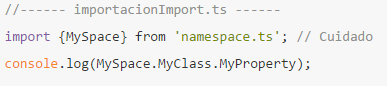 //------ importacionImport.ts ------
import {MySpace} from 'namespace.ts'; // Cuidado
console.log(MySpace.MyClass.MyProperty);